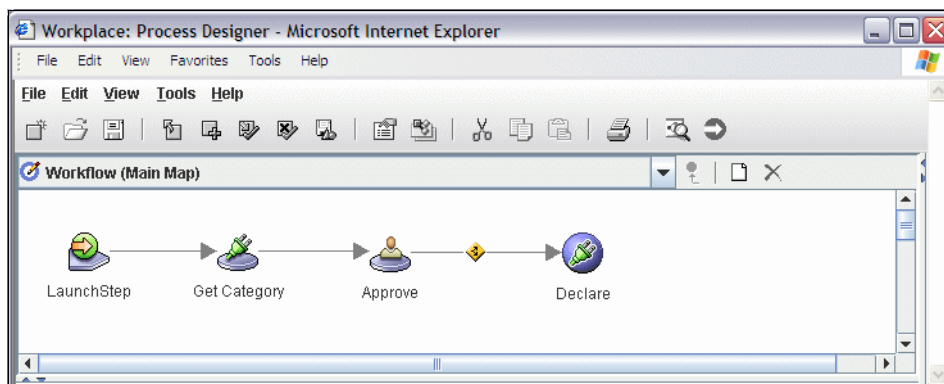 Workplace: Process Designer - Microsoft Internet Explorer
File Edit View Favorites Tools Help
File Edit View Tools Help
Workflow (Main Map)
LaunchStep Get Category Approve Declare